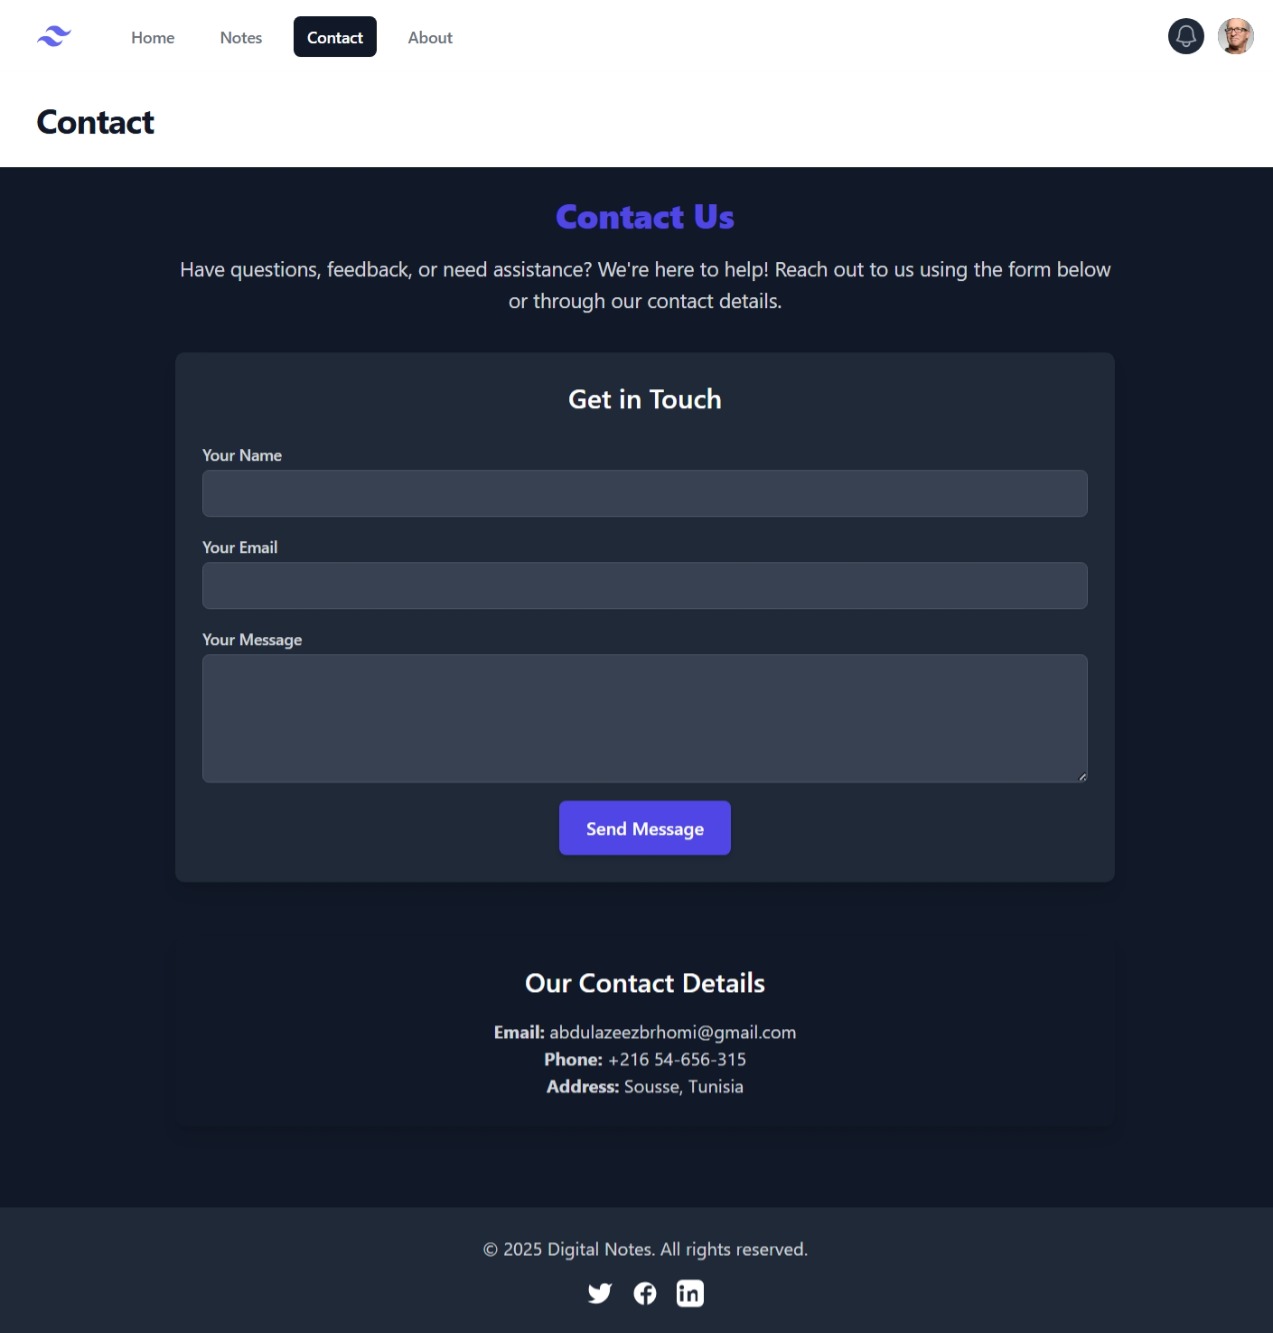 Home Notes Contact About
Contact
Contact Us
Have questions, feedback, or need assistance? We're here to help! Reach out to us using the form below
or through our contact details.
Get in Touch
Your Name
Your Email
Your Message
Send Message
Our Contact Details
Email: abdulazeezbrhomi@gmail.com
Phone: +216 54-656-315
Address: Sousse, Tunisia
© 2025 Digital Notes. All rights reserved.